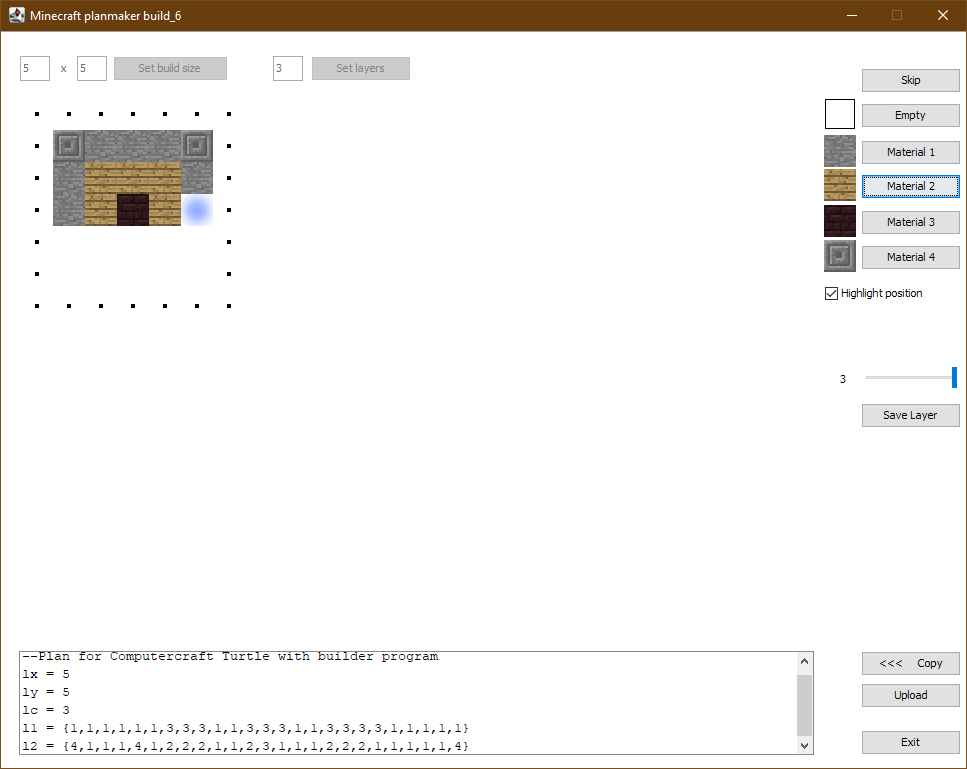 Minecraft planmaker build_6
5 x 5 Set build size 3 Set layers
Skip
Empty
Material 1
Material 2
Material 3
Material 4
Highlight position
3
Save Layer
--Plan for Computercraft Turtle with builder program
lx = 5
ly = 5
lc = 3
l1 = {1,1,1,1,1,1,3,3,3,1,1,3,3,3,1,1,3,3,3,3,1,1,1,1,1}
l2 = {4,1,1,1,4,1,2,2,2,1,1,2,3,1,1,1,2,2,2,1,1,1,1,1,4}
<<< Copy
Upload
Exit